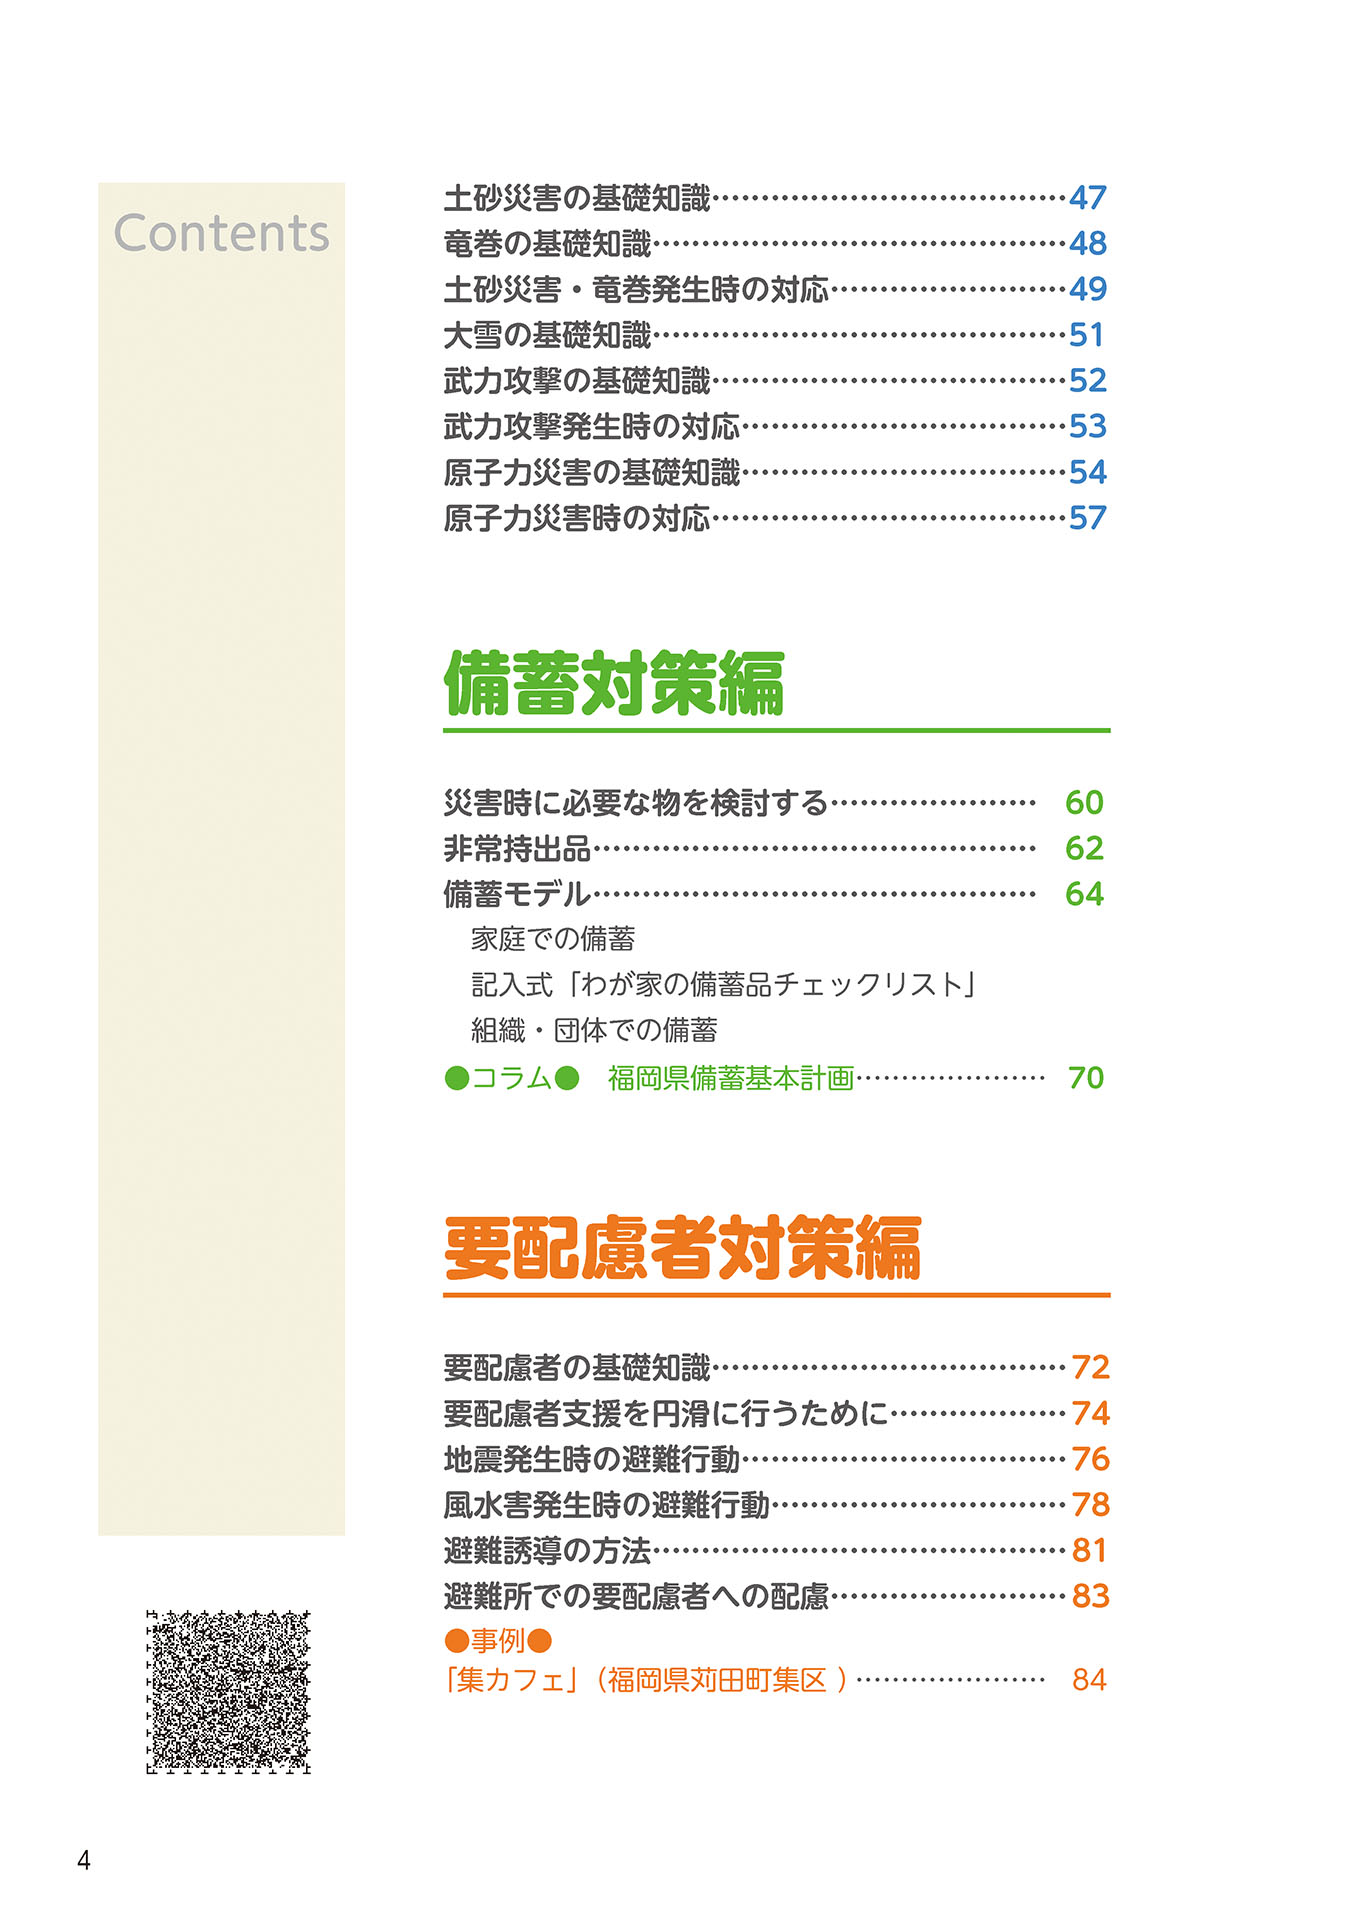 Contents
土砂災害の基礎知識…………………………………47
竜巻の基礎知識………………………………………48
土砂災害・竜巻発生時の対応………………………49
大雪の基礎知識………………………………………51
武力攻撃の基礎知識…………………………………52
武力攻撃発生時の対応………………………………53
原子力災害の基礎知識………………………………54
原子力災害時の対応…………………………………57
備蓄対策編
災害時に必要な物を検討する………………… 60
非常持出品……………………………………… 62
備蓄モデル……………………………………… 64
家庭での備蓄
記入式「わが家の備蓄品チェックリスト」
組織・団体での備蓄
●コラム● 福岡県備蓄基本計画………………… 70
要配慮者対策編
要配慮者の基礎知識…………………………………72
要配慮者支援を円滑に行うために………………74
地震発生時の避難行動………………………………76
風水害発生時の避難行動……………………………78
避難誘導の方法………………………………………81
避難所での要配慮者への配慮………………………83
●事例●
「集カフェ」（福岡県苅田町集区 ）………………… 84
4